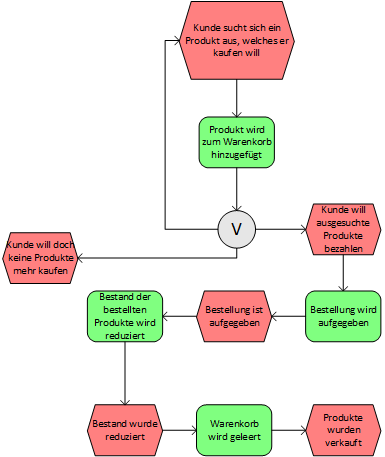 Kunde sucht sich ein
Produkt aus, welches er
kaufen will
Produkt wird
zum Warenkorb
hinzugefügt
V
Kunde will
ausgesuchte
Produkte
bezahlen
Kunde will doch
keine Produkte
mehr kaufen
Bestand der
bestellten
Produkte wird
reduziert
Bestellung ist
aufgegeben
Bestellung wird
aufgegeben
Bestand wurde
reduziert
Warenkorb
wird geleert
Produkte
wurden
verkauft